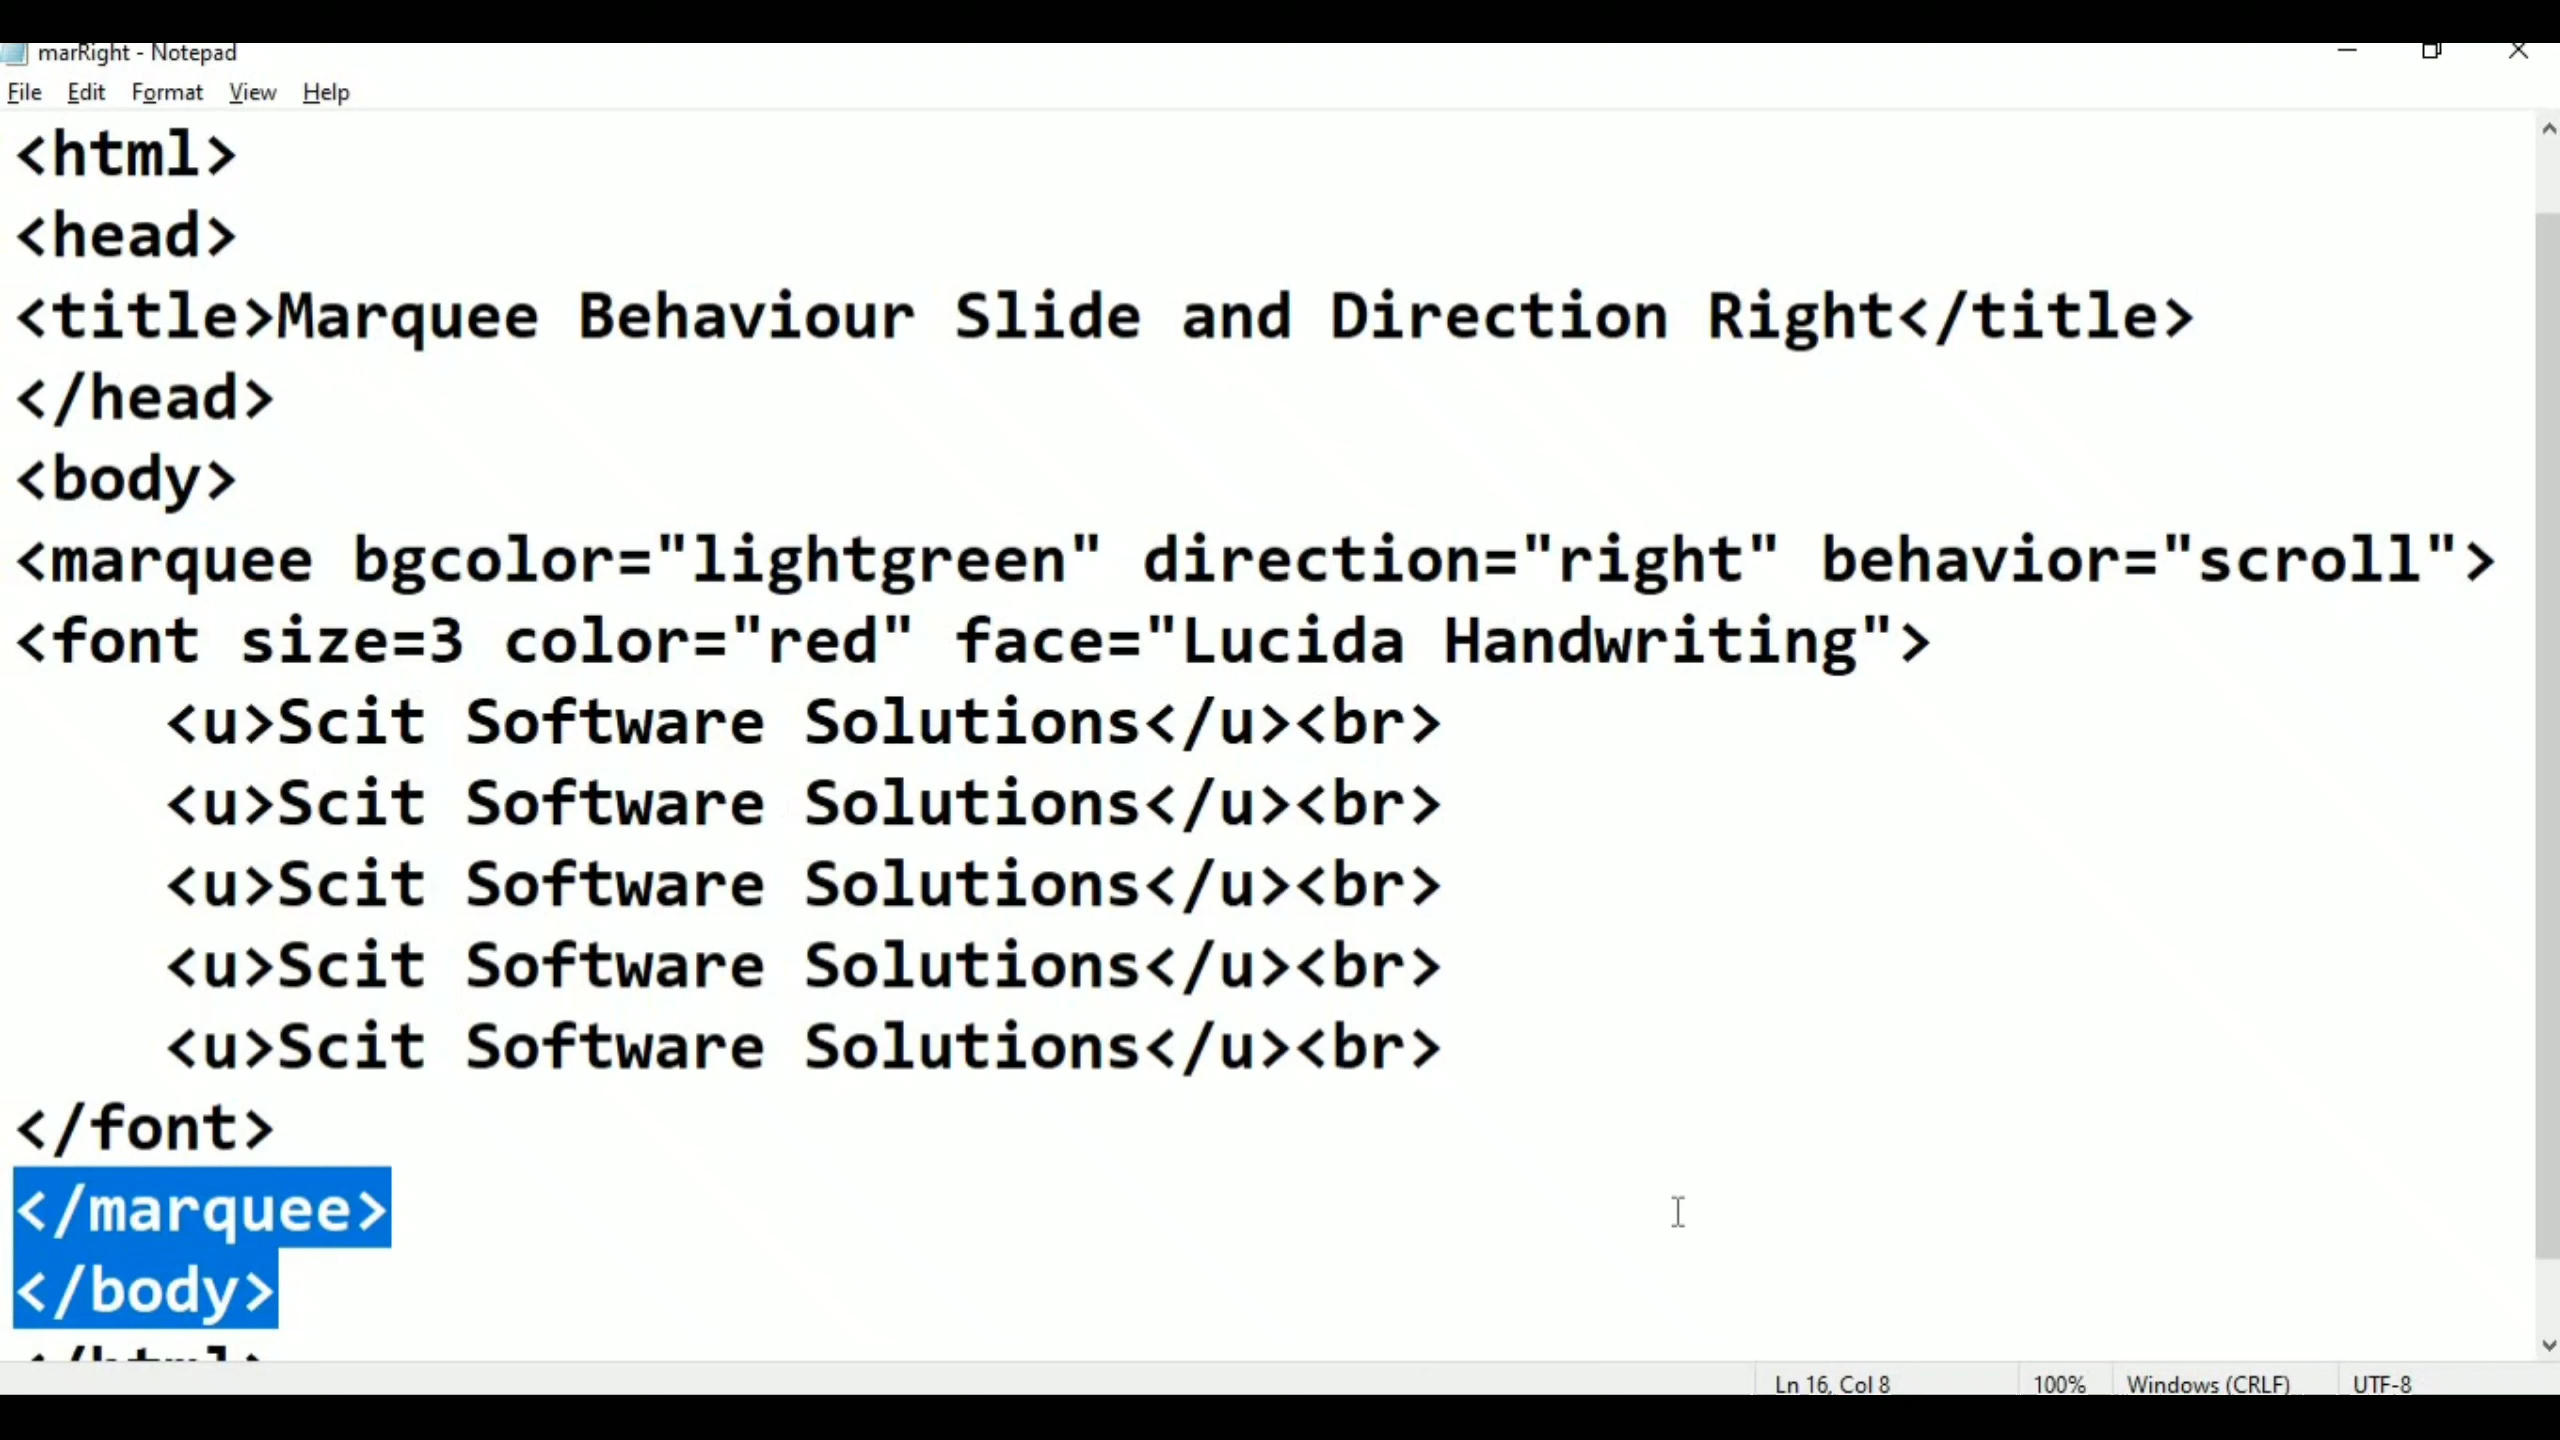 marRight - Notepad
File Edit Format View Help
<html>
<head>
<title>Marquee Behaviour Slide and Direction Right</title>
</head>
<body>
<marquee bgcolor="lightgreen" direction="right" behavior="scroll">
<font size=3 color="red" face="Lucida Handwriting">
<u>Scit Software Solutions</u><br>
<u>Scit Software Solutions</u><br>
<u>Scit Software Solutions</u><br>
<u>Scit Software Solutions</u><br>
<u>Scit Software Solutions</u><br>
</font>
</marquee>
</body>
</html>
Ln 16, Col 8 100% Windows (CRLF) UTF-8